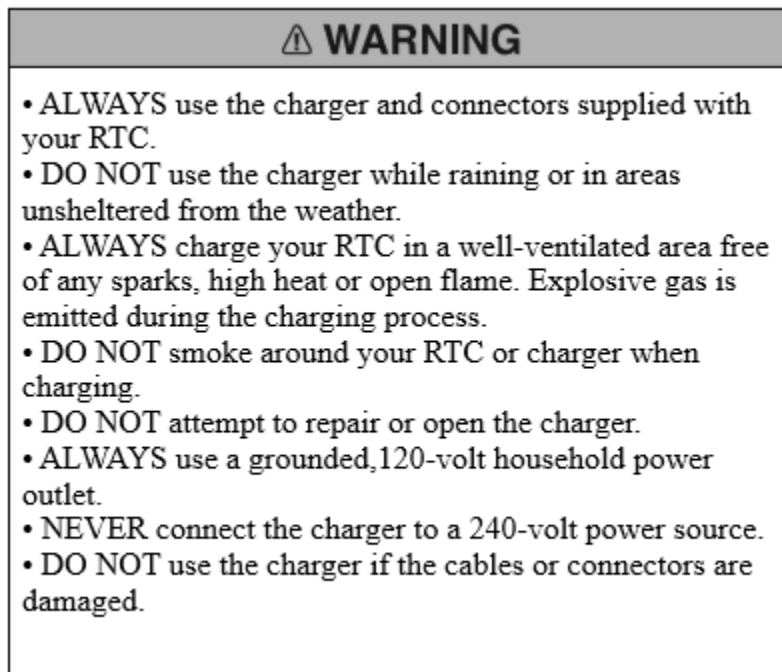 ⚠ WARNING
• ALWAYS use the charger and connectors supplied with
your RTC.
• DO NOT use the charger while raining or in areas
unsheltered from the weather.
• ALWAYS charge your RTC in a well-ventilated area free
of any sparks, high heat or open flame. Explosive gas is
emitted during the charging process.
• DO NOT smoke around your RTC or charger when
charging.
• DO NOT attempt to repair or open the charger.
• ALWAYS use a grounded,120-volt household power
outlet.
• NEVER connect the charger to a 240-volt power source.
• DO NOT use the charger if the cables or connectors are
damaged.